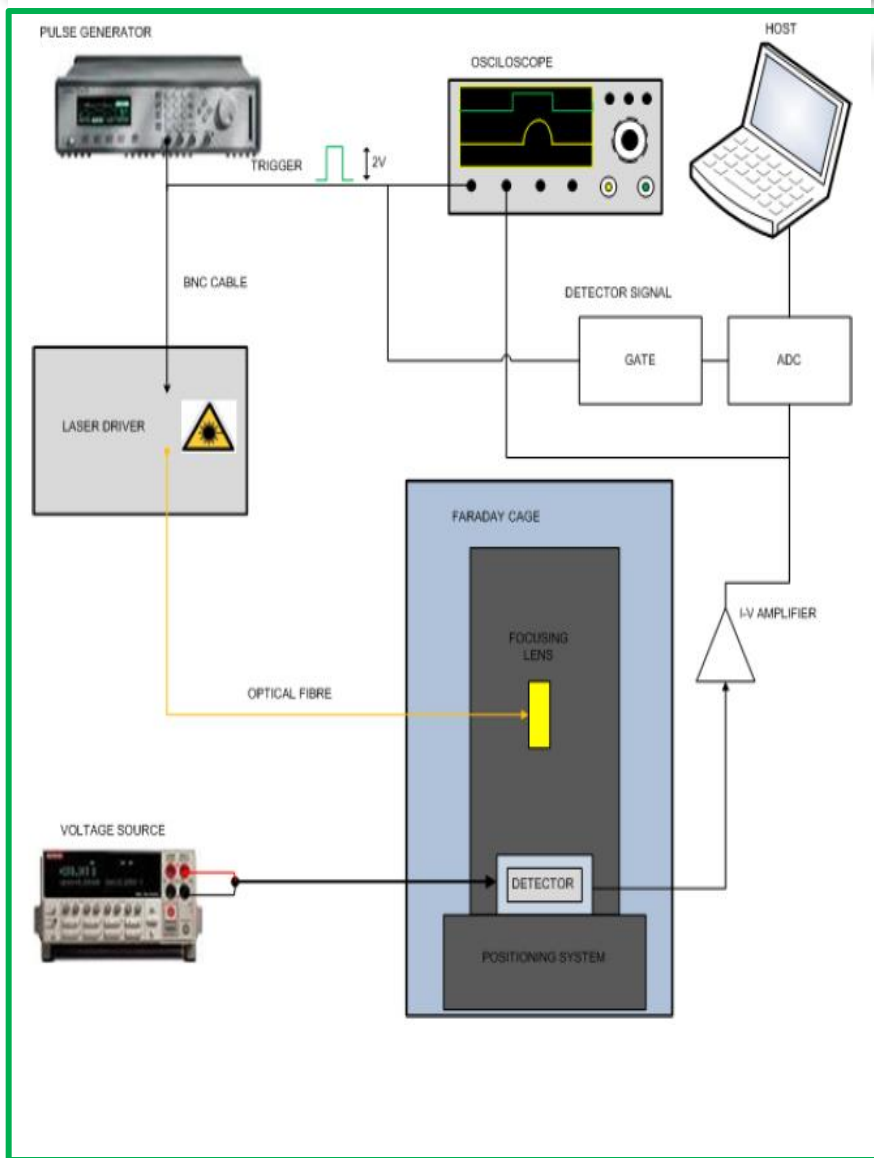 PULSE GENERATOR
HOST
OSCILOSCOPE
TRIGGER
2V
BNC CABLE
DETECTOR SIGNAL
GATE
ADC
LASER DRIVER
FARADAY CAGE
I-V AMPLIFIER
FOCUSING
LENS
OPTICAL FIBRE
VOLTAGE SOURCE
DETECTOR
POSITIONING SYSTEM